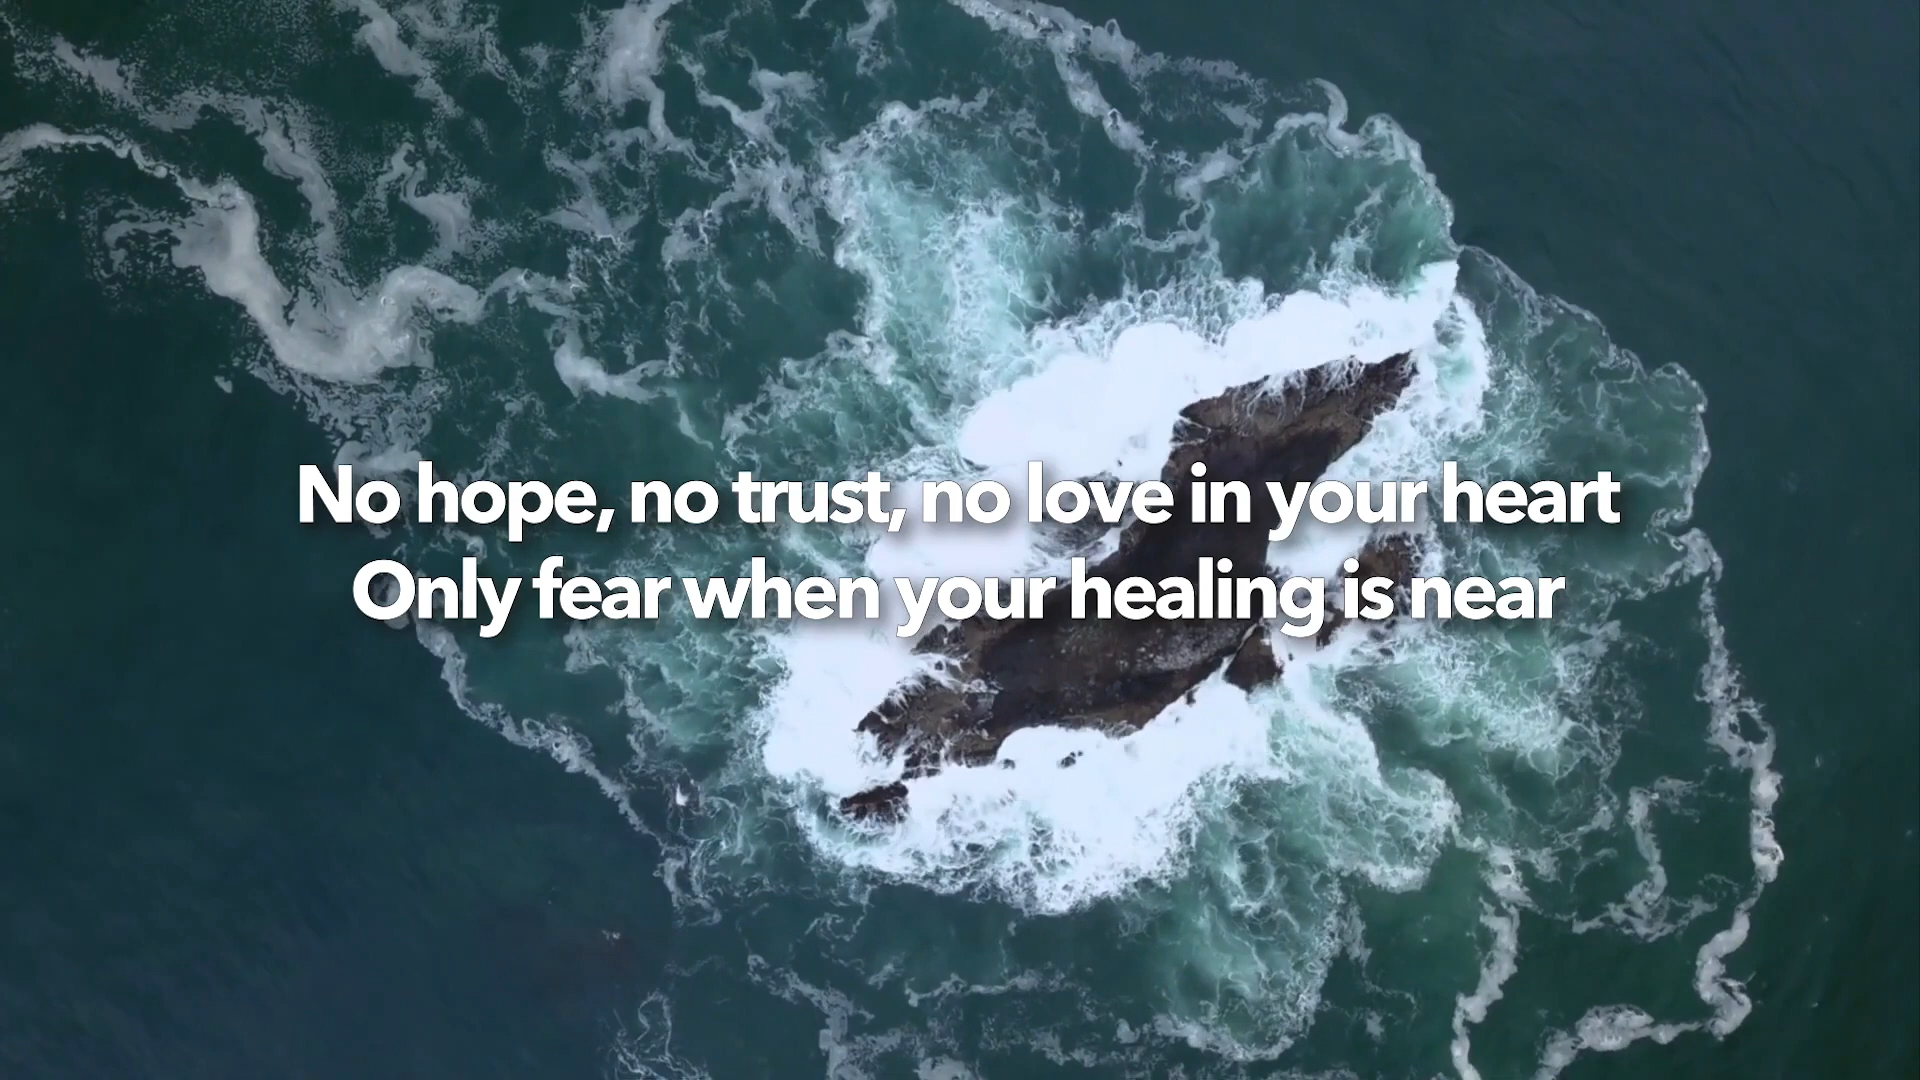 No hope, no trust, no love in your heart
Only fear when your healing is near